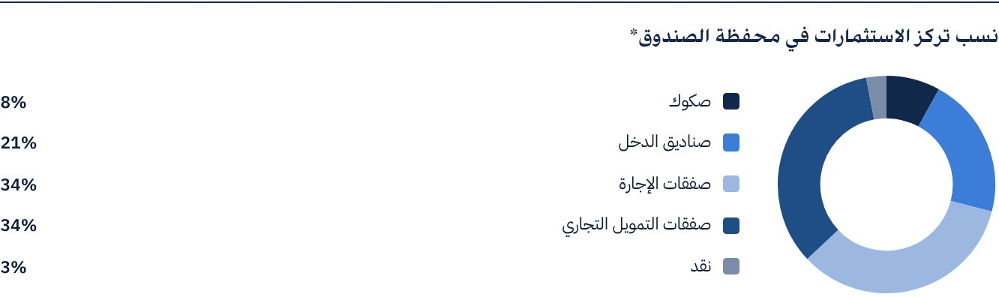 نسب تركز الاستثمارات في محفظة الصندوق*
صكوك 8%
صناديق الدخل 21%
صفقات الإجارة 34%
صفقات التمويل التجاري 34%
نقد 3%